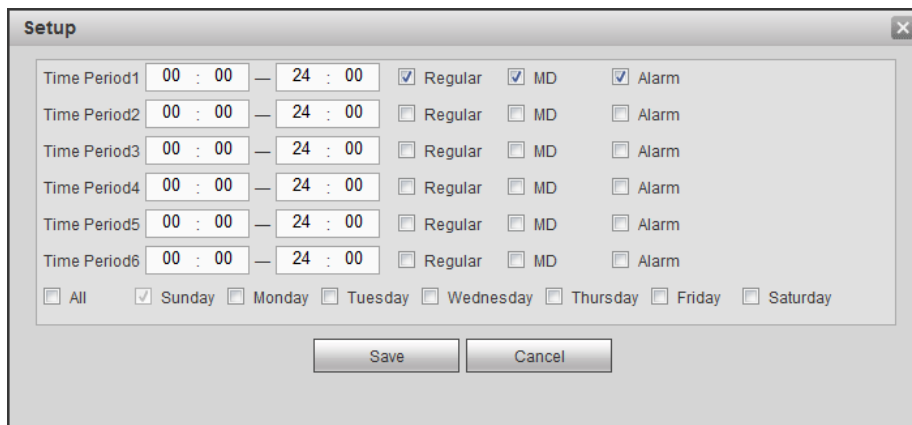 Setup
Time Period1 00 : 00 — 24 : 00 Regular MD Alarm
Time Period2 00 : 00 — 24 : 00 Regular MD Alarm
Time Period3 00 : 00 — 24 : 00 Regular MD Alarm
Time Period4 00 : 00 — 24 : 00 Regular MD Alarm
Time Period5 00 : 00 — 24 : 00 Regular MD Alarm
Time Period6 00 : 00 — 24 : 00 Regular MD Alarm
All Sunday Monday Tuesday Wednesday Thursday Friday Saturday
Save Cancel